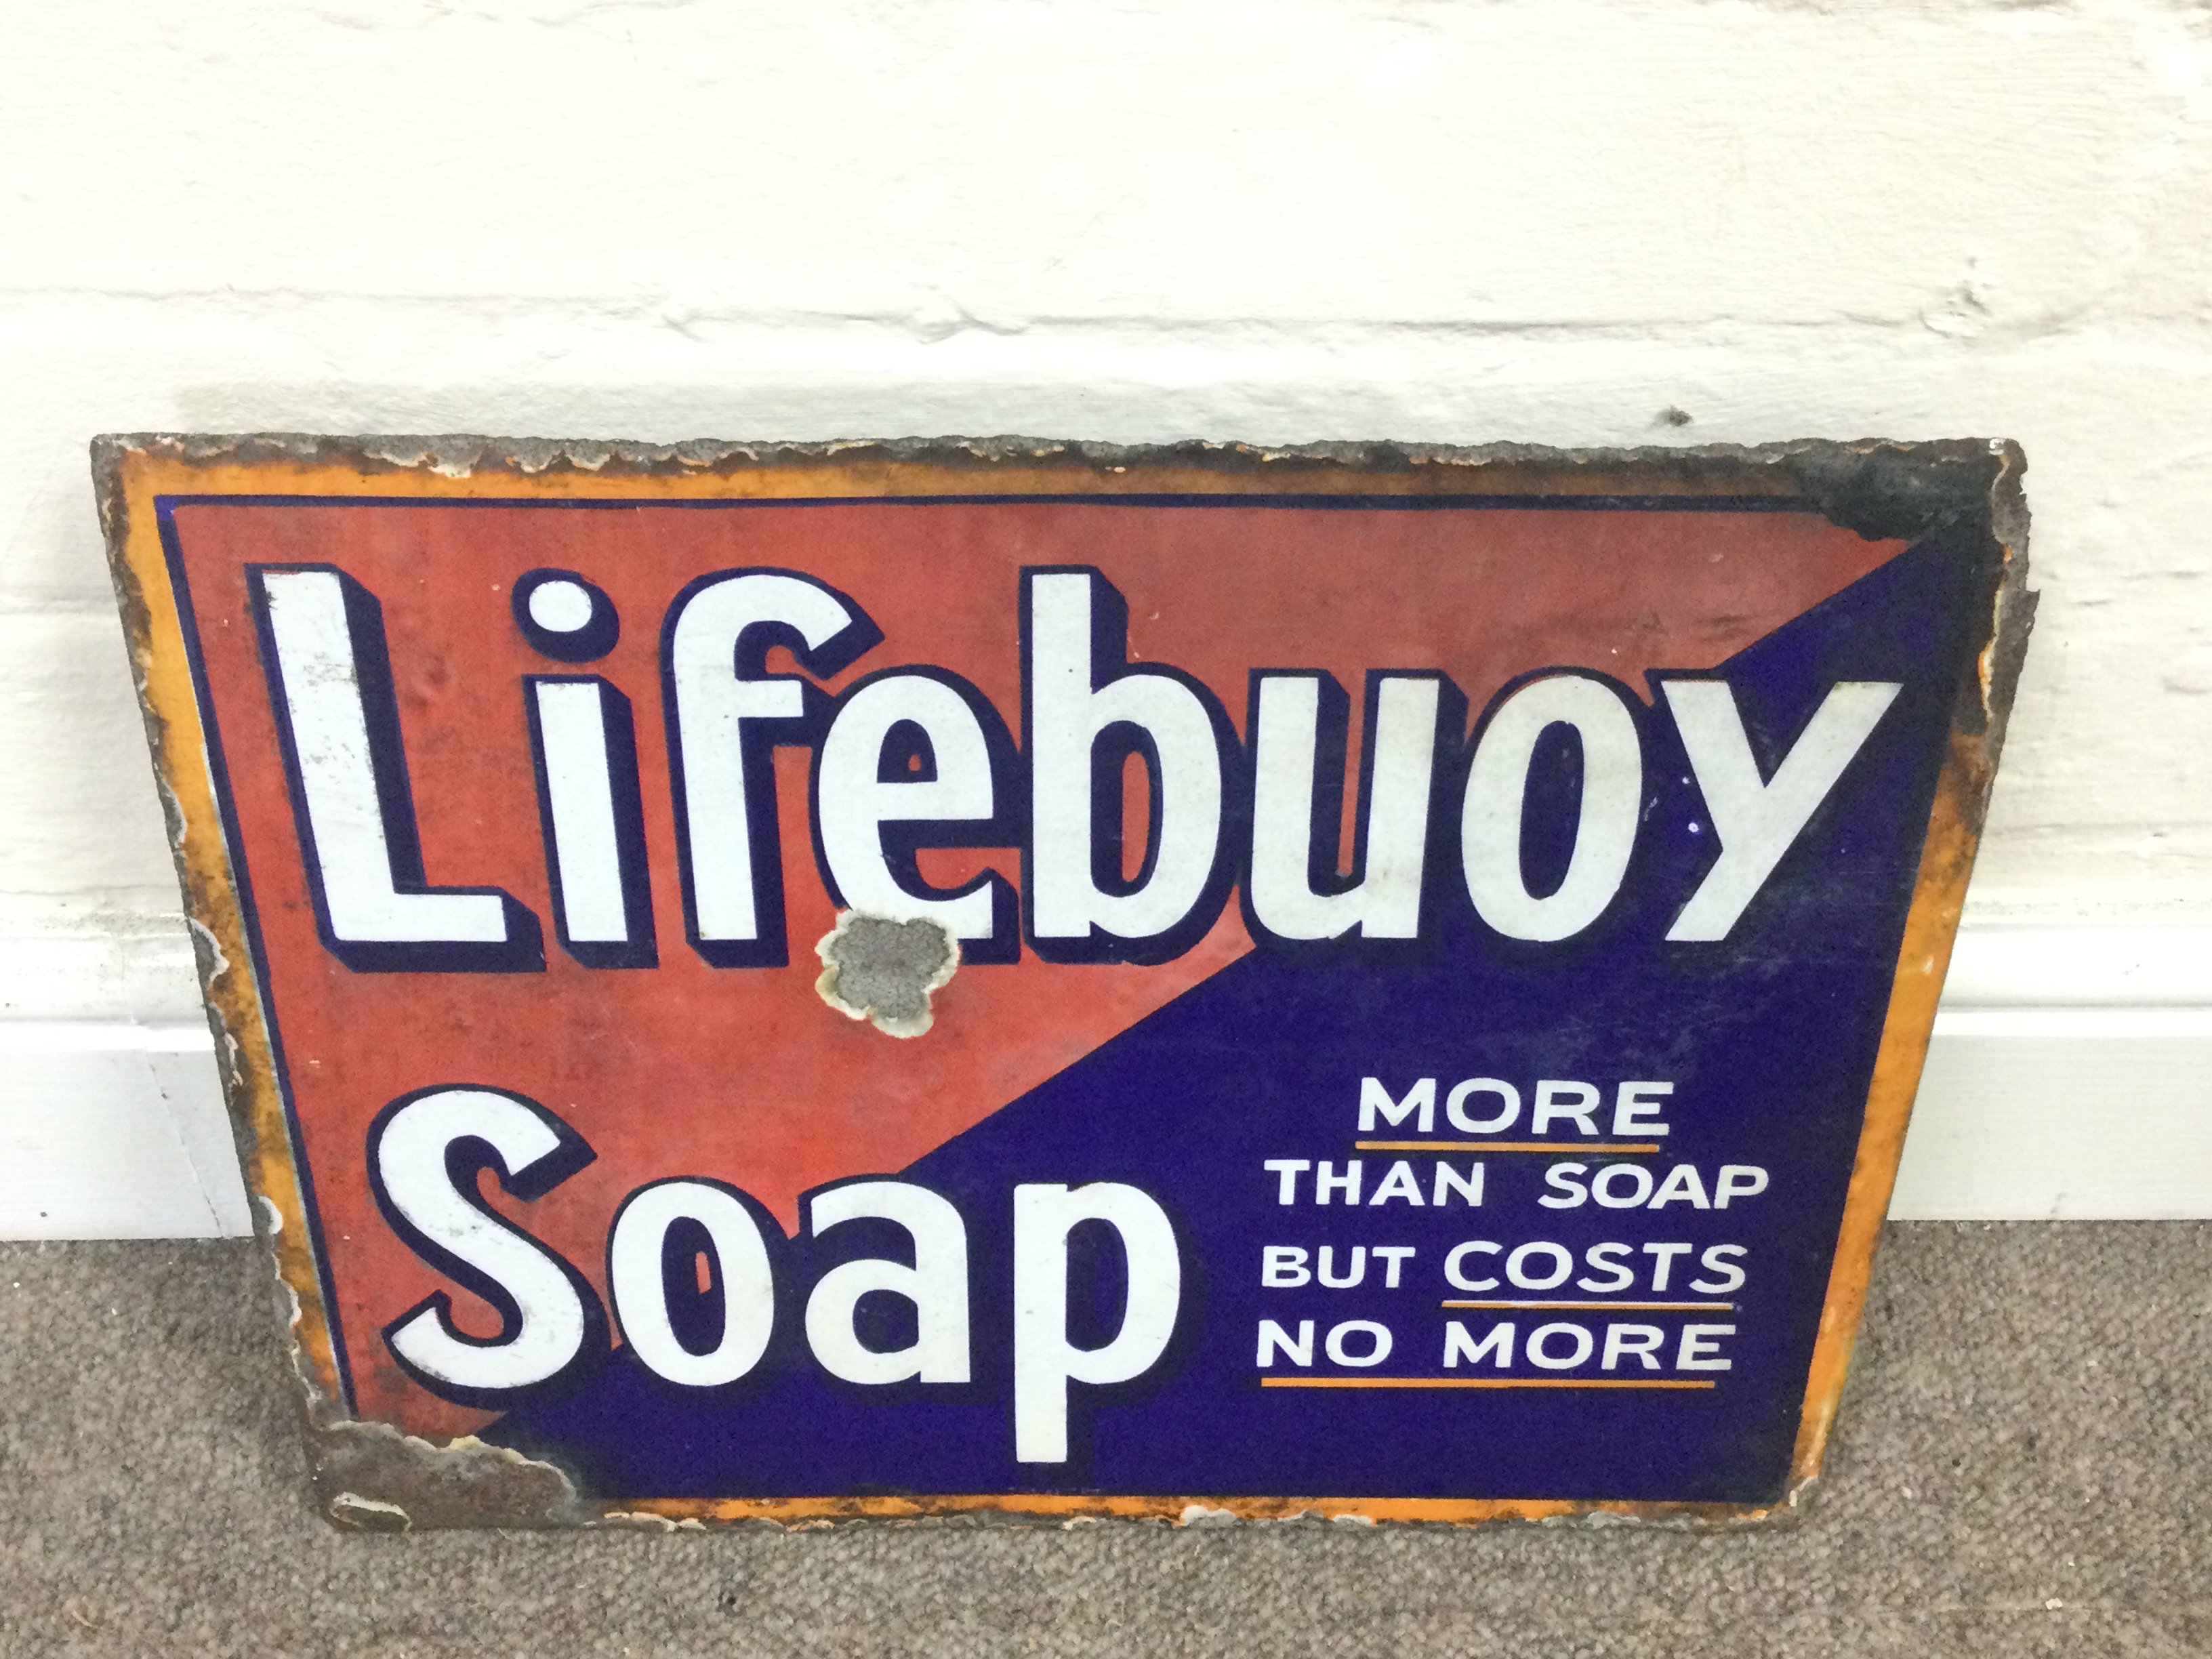 Lifebuoy
Soap
MORE
THAN SOAP
BUT COSTS
NO MORE